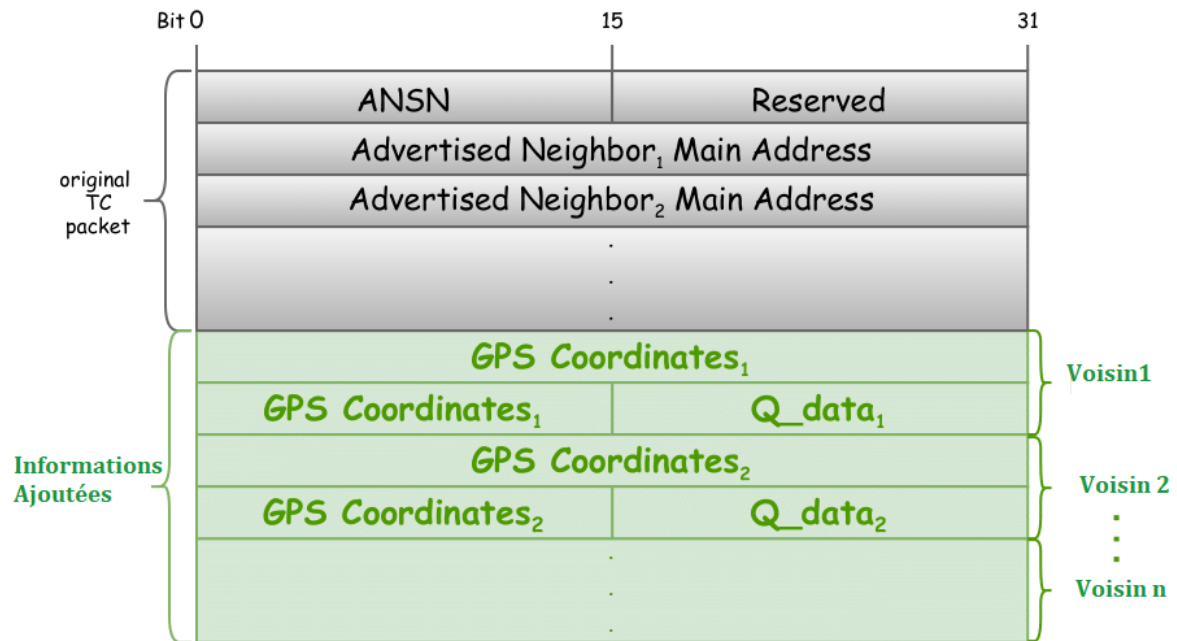 Bit 0 15 31
ANSN Reserved
Advertised Neighbor₁ Main Address
original
TC
packet
Advertised Neighbor₂ Main Address
.
.
.
GPS Coordinates₁
Voisin1
GPS Coordinates₁ Q_data₁
GPS Coordinates₂
Informations
Ajoutées
Voisin 2
GPS Coordinates₂ Q_data₂
.
.
.
.
.
.
Voisin n